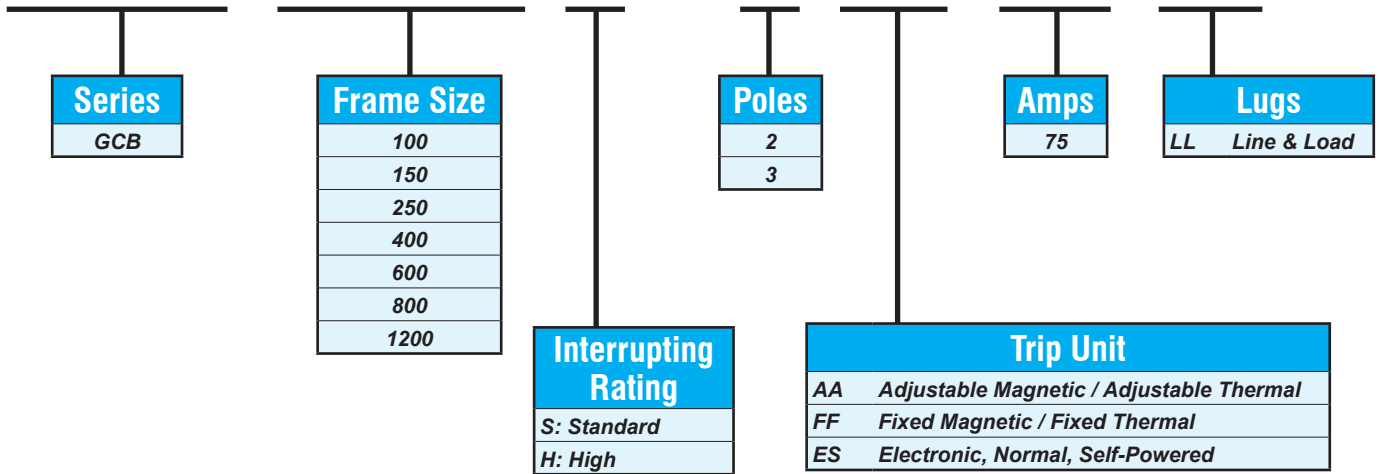 Series
GCB
Frame Size
100
150
250
400
600
800
1200
Interrupting
Rating
S: Standard
H: High
Poles
2
3
Trip Unit
AA Adjustable Magnetic / Adjustable Thermal
FF Fixed Magnetic / Fixed Thermal
ES Electronic, Normal, Self-Powered
Amps
75
Lugs
LL Line & Load